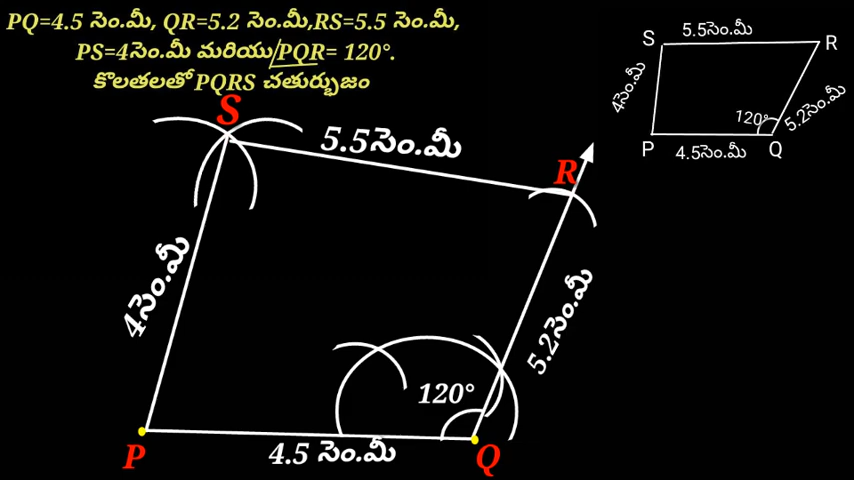 PQ=4.5 సెం.మీ, QR=5.2 సెం.మీ,RS=5.5 సెం.మీ,
PS=4సెం.మీ మరియు/PQR= 120°.
కొలతలతో PQRS చతుర్భుజం
S
5.5సెం.మీ
R
4సెం.మీ
5.2సెం.మీ
120°
P
4.5 సెం.మీ
Q
S
5.5సెం.మీ
R
4సెం.మీ
120°
5.2సెం.మీ
P
4.5సెం.మీ
Q